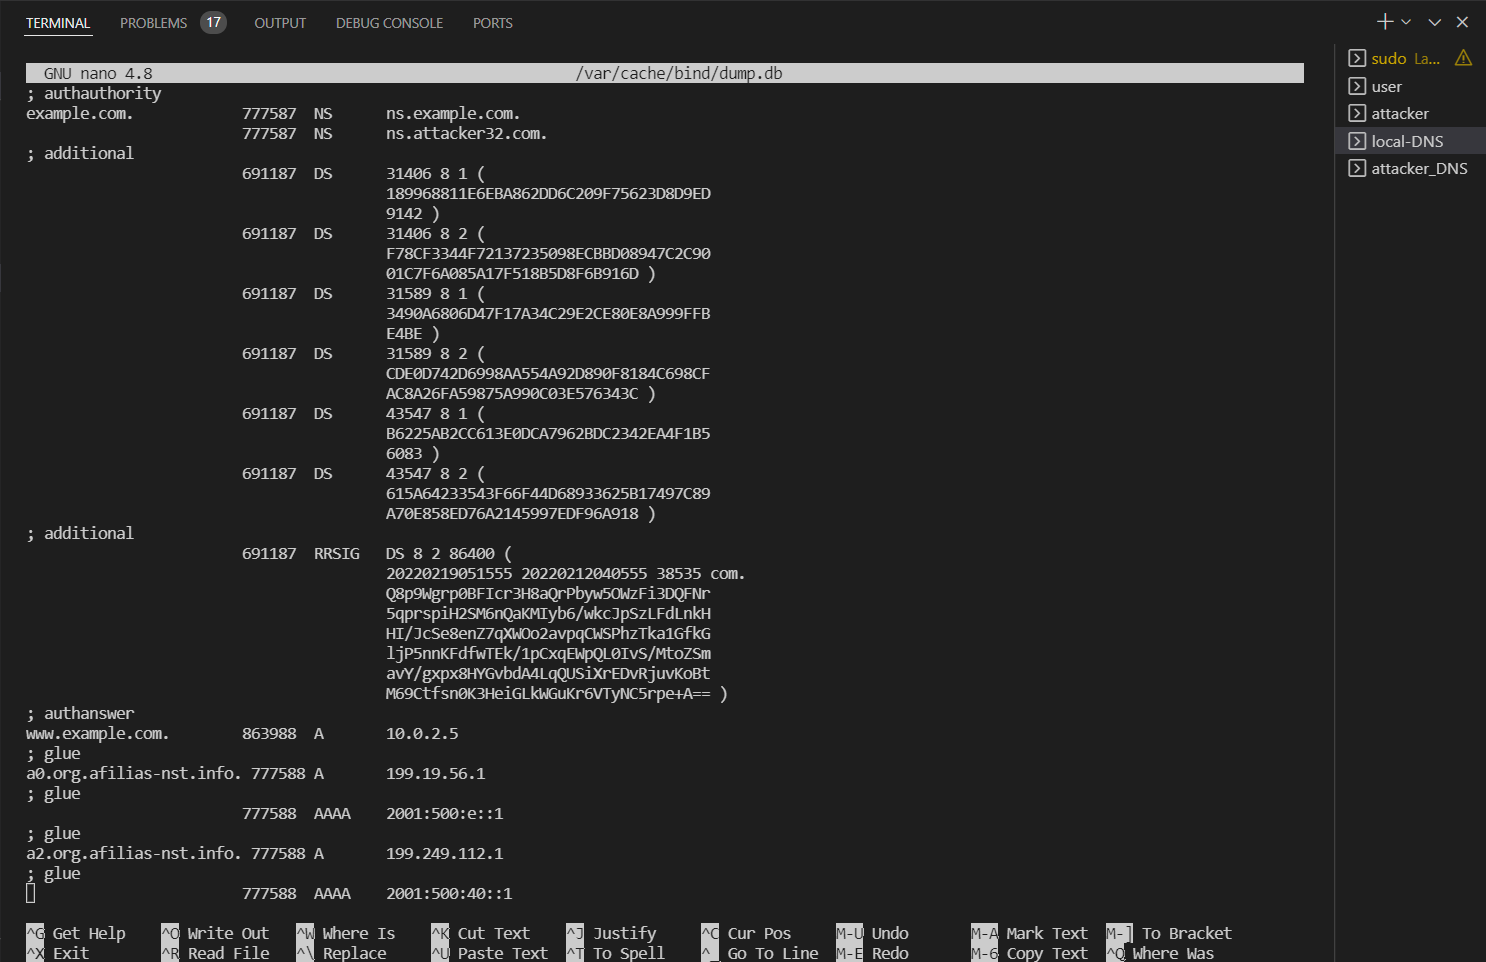 TERMINAL PROBLEMS 17 OUTPUT DEBUG CONSOLE PORTS
sudo La...
user
attacker
local-DNS
attacker_DNS
GNU nano 4.8 /var/cache/bind/dump.db
; authauthority
example.com. 777587 NS ns.example.com.
777587 NS ns.attacker32.com.
; additional
691187 DS 31406 8 1 (
189968811E6EBA862DD6C209F75623D8D9ED
9142 )
691187 DS 31406 8 2 (
F78CF3344F72137235098ECBBD08947C2C90
01C7F6A085A17F518B5D8F6B916D )
691187 DS 31589 8 1 (
3490A6806D47F17A34C29E2CE80E8A999FFB
E4BE )
691187 DS 31589 8 2 (
CDE0D742D6998AA554A92D890F8184C698CF
AC8A26FA59875A990C03E576343C )
691187 DS 43547 8 1 (
B6225AB2CC613E0DCA7962BDC2342EA4F1B5
6083 )
691187 DS 43547 8 2 (
615A64233543F66F44D68933625B17497C89
A70E858ED76A2145997EDF96A918 )
; additional
691187 RRSIG DS 8 2 86400 (
20220219051555 20220212040555 38535 com.
Q8p9Wgrp0BFIcr3H8aQrPbyw5OWzFi3DQFNr
5qprspiH2SM6nQaKMIyb6/wkcJpSzLFdLnkH
HI/JcSe8enZ7qXWOo2avpqCWSPhzTka1GfkG
ljP5nnKFdfwTEk/1pCxqEWpQL0IvS/MtoZSm
avY/gxpx8HYGvbdA4LqQUSiXrEDvRjuvKoBt
M69Ctfsn0K3HeiGLkWGuKr6VTyNC5rpe+A== )
; authanswer
www.example.com. 863988 A 10.0.2.5
; glue
a0.org.afilias-nst.info. 777588 A 199.19.56.1
; glue
777588 AAAA 2001:500:e::1
; glue
a2.org.afilias-nst.info. 777588 A 199.249.112.1
; glue
777588 AAAA 2001:500:40::1
^G Get Help ^O Write Out ^W Where Is ^K Cut Text ^J Justify ^C Cur Pos M-U Undo M-A Mark Text M-] To Bracket
^X Exit ^R Read File ^\ Replace ^U Paste Text ^T To Spell ^_ Go To Line M-E Redo M-6 Copy Text ^Q Where Was